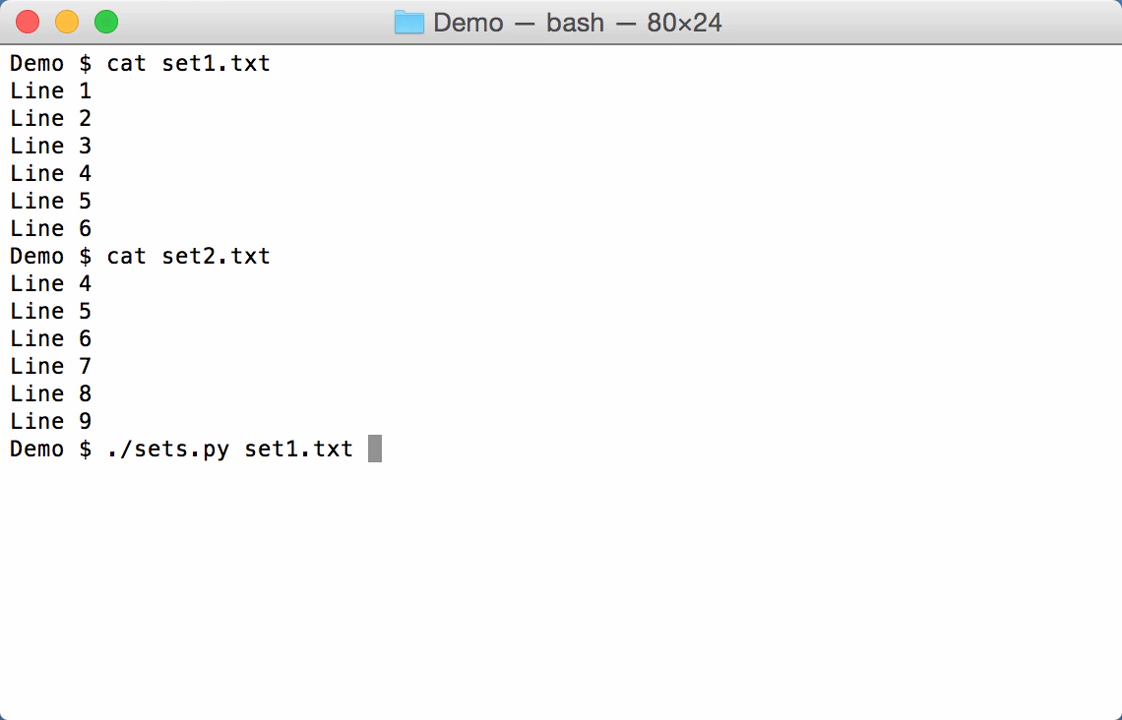 Demo — bash — 80×24
Demo $ cat set1.txt
Line 1
Line 2
Line 3
Line 4
Line 5
Line 6
Demo $ cat set2.txt
Line 4
Line 5
Line 6
Line 7
Line 8
Line 9
Demo $ ./sets.py set1.txt